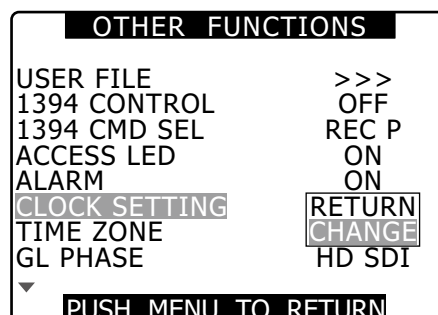 OTHER FUNCTIONS
USER FILE >>>
1394 CONTROL OFF
1394 CMD SEL REC P
ACCESS LED ON
ALARM ON
CLOCK SETTING RETURN
TIME ZONE CHANGE
GL PHASE HD SDI
PUSH MENU TO RETURN